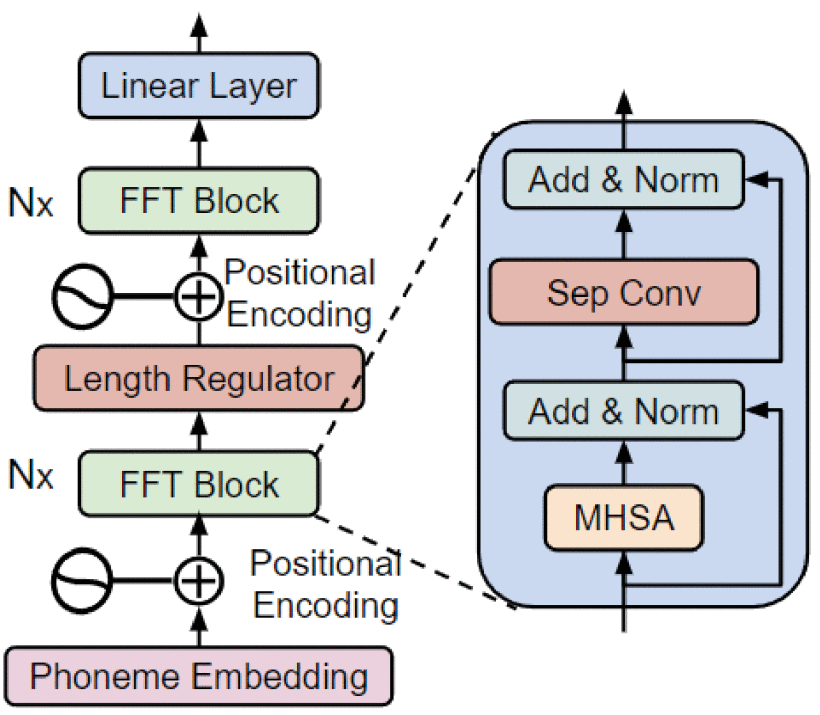 Linear Layer
Nx
FFT Block
Positional
Encoding
Length Regulator
Nx
FFT Block
Positional
Encoding
Phoneme Embedding
Add & Norm
Sep Conv
Add & Norm
MHSA